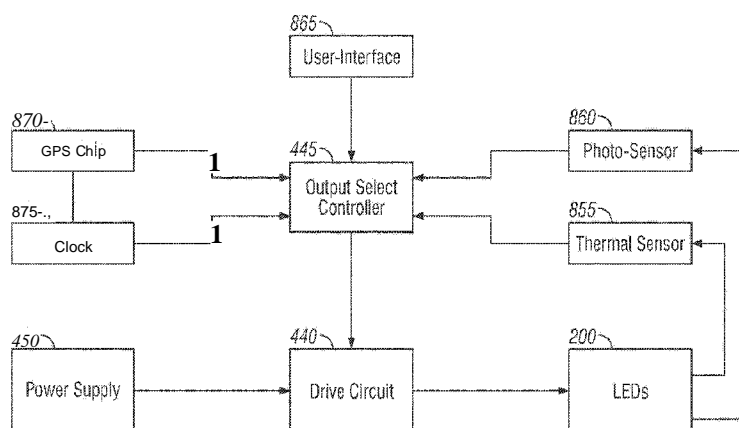 865
User-Interface
870-
GPS Chip
1
445
Output Select
Controller
860
Photo-Sensor
875-.,
Clock
1
855
Thermal Sensor
450
Power Supply
440
Drive Circuit
200
LEDs